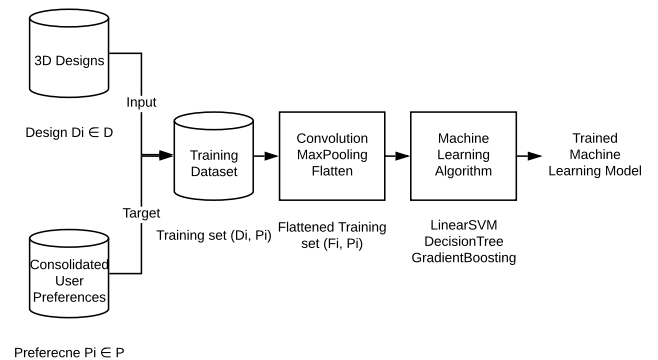 3D Designs
Design Di ∈ D
Input
Target
Consolidated
User
Preferences
Preferecne Pi ∈ P
Training
Dataset
Training set (Di, Pi)
Convolution
MaxPooling
Flatten
Flattened Training
set (Fi, Pi)
Machine
Learning
Algorithm
LinearSVM
DecisionTree
GradientBoosting
Trained
Machine
Learning Model